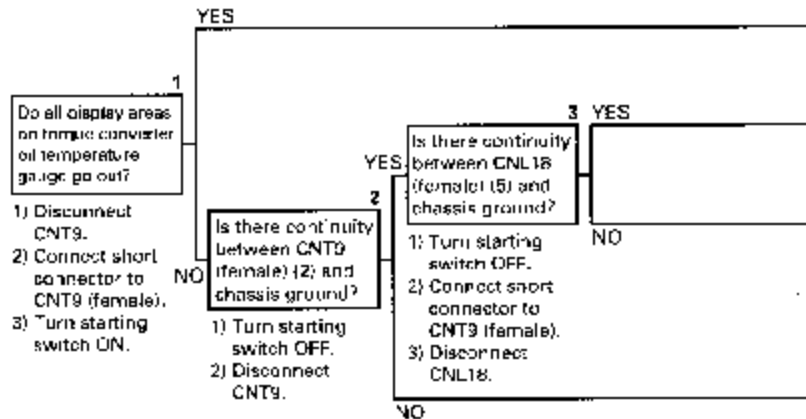 YES
1
Do all display areas
on torque converter
oil temperature
gauge go out?
1) Disconnect
CNT9.
2) Connect short
connector to
CNT9 (female).
3) Turn starting
switch ON.
NO
2
Is there continuity
between CNT9
(female) (2) and
chassis ground?
1) Turn starting
switch OFF.
2) Disconnect
CNT9.
YES
3
Is there continuity
between CNL18
(female) (5) and
chassis ground?
1) Turn starting
switch OFF.
2) Connect short
connector to
CNT9 (female).
3) Disconnect
CNL18.
YES
NO
NO